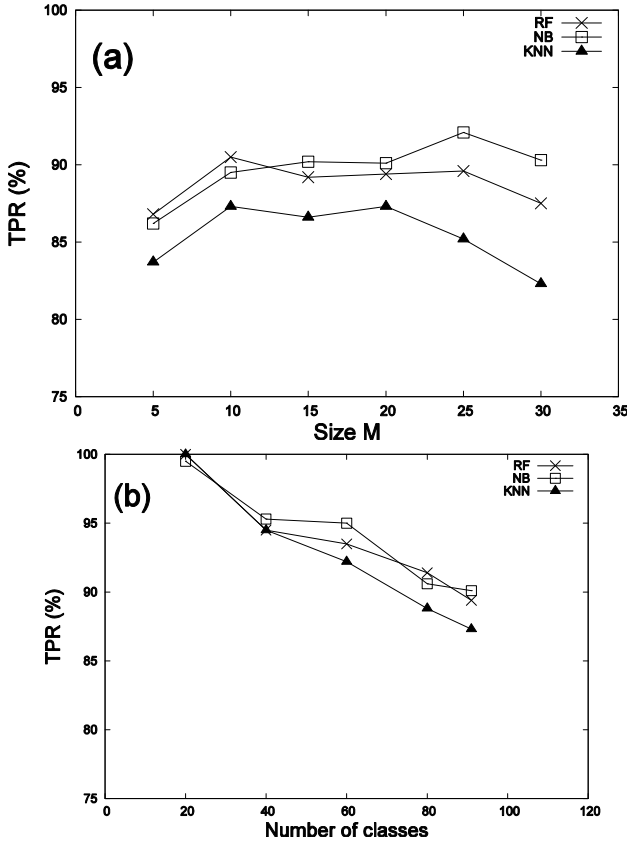 100
95
90
85
80
75
TPR (%)
(a)
RF
NB
KNN
0 5 10 15 20 25 30 35
Size M
100
95
90
85
80
75
TPR (%)
(b)
RF
NB
KNN
0 20 40 60 80 100 120
Number of classes